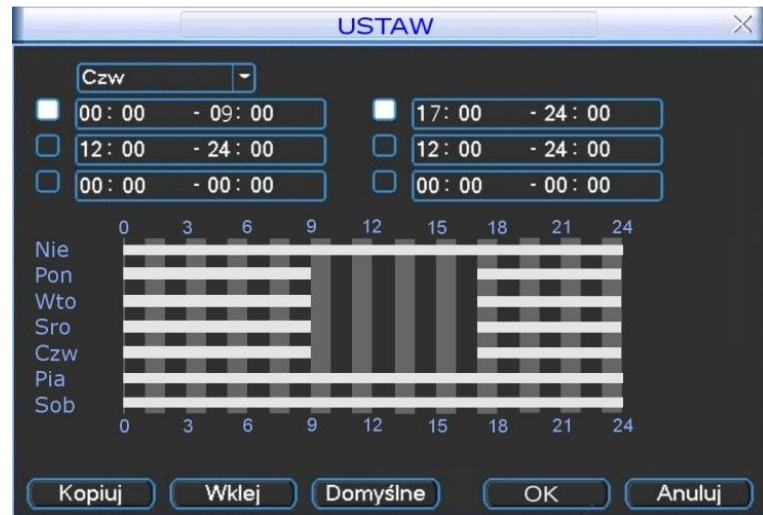 USTAW
Czw
00: 00 - 09: 00 17: 00 - 24: 00
12: 00 - 24: 00 12: 00 - 24: 00
00: 00 - 00: 00 00: 00 - 00: 00
0 3 6 9 12 15 18 21 24
Nie
Pon
Wto
Sro
Czw
Pia
Sob
0 3 6 9 12 15 18 21 24
Kopiuj Wklej Domyślne OK Anuluj